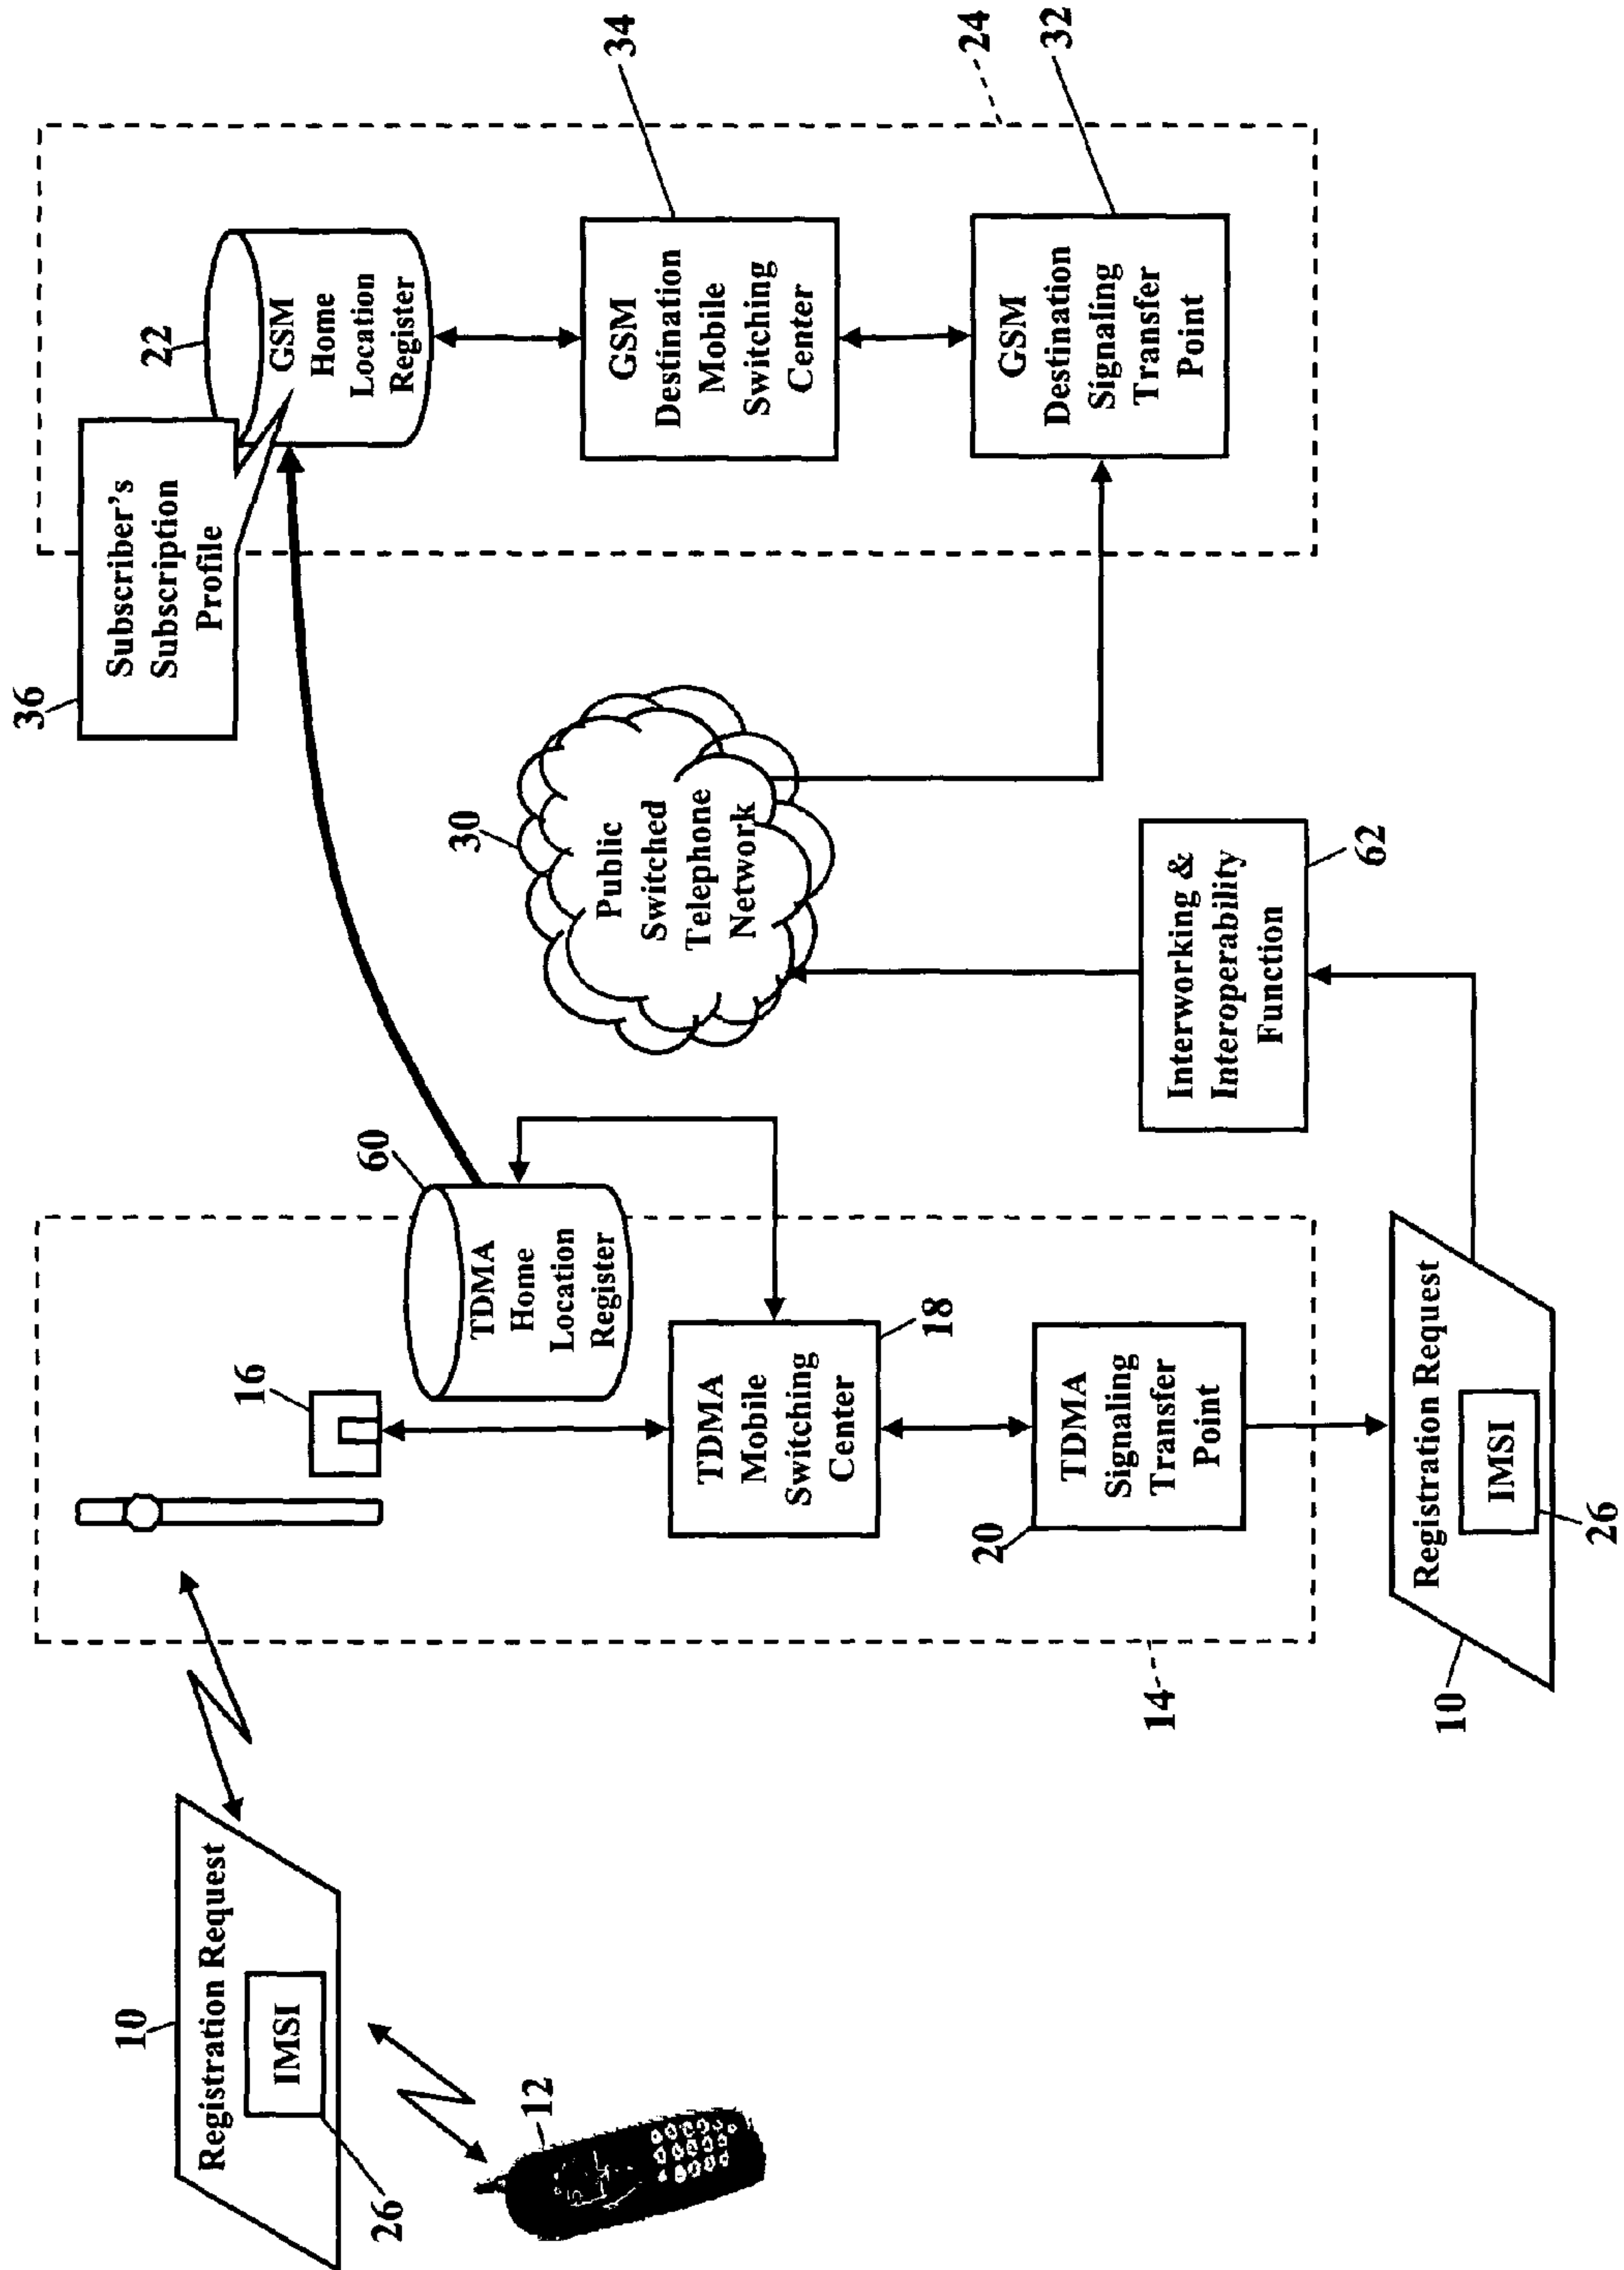 10
Registration Request
IMSI
26
12
16
60
TDMA
Home
Location
Register
TDMA
Mobile
Switching
Center
18
20
TDMA
Signaling
Transfer
Point
14
10
Registration Request
IMSI
26
36
Subscriber's
Subscription
Profile
30
Public
Switched
Telephone
Network
Interworking &
Interoperability
Function
62
22
GSM
Home
Location
Register
34
GSM
Destination
Mobile
Switching
Center
24
32
GSM
Destination
Signaling
Transfer
Point